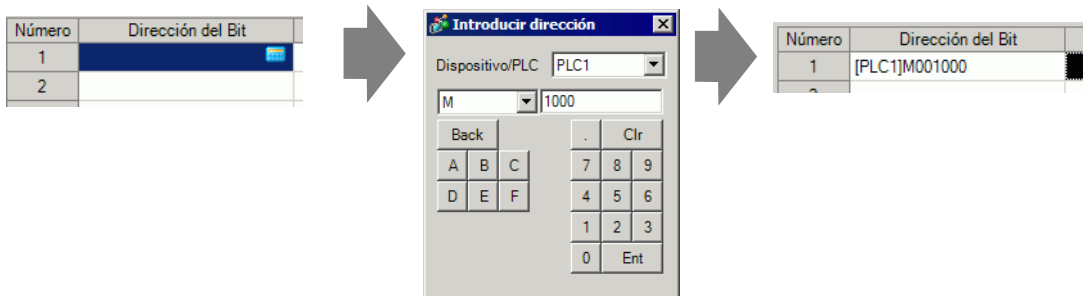 Número Dirección del Bit
1
2
Introducir dirección
Dispositivo/PLC PLC1
M 1000
Back . Clr
A B C 7 8 9
D E F 4 5 6
1 2 3
0 Ent
Número Dirección del Bit
1 [PLC1]M001000